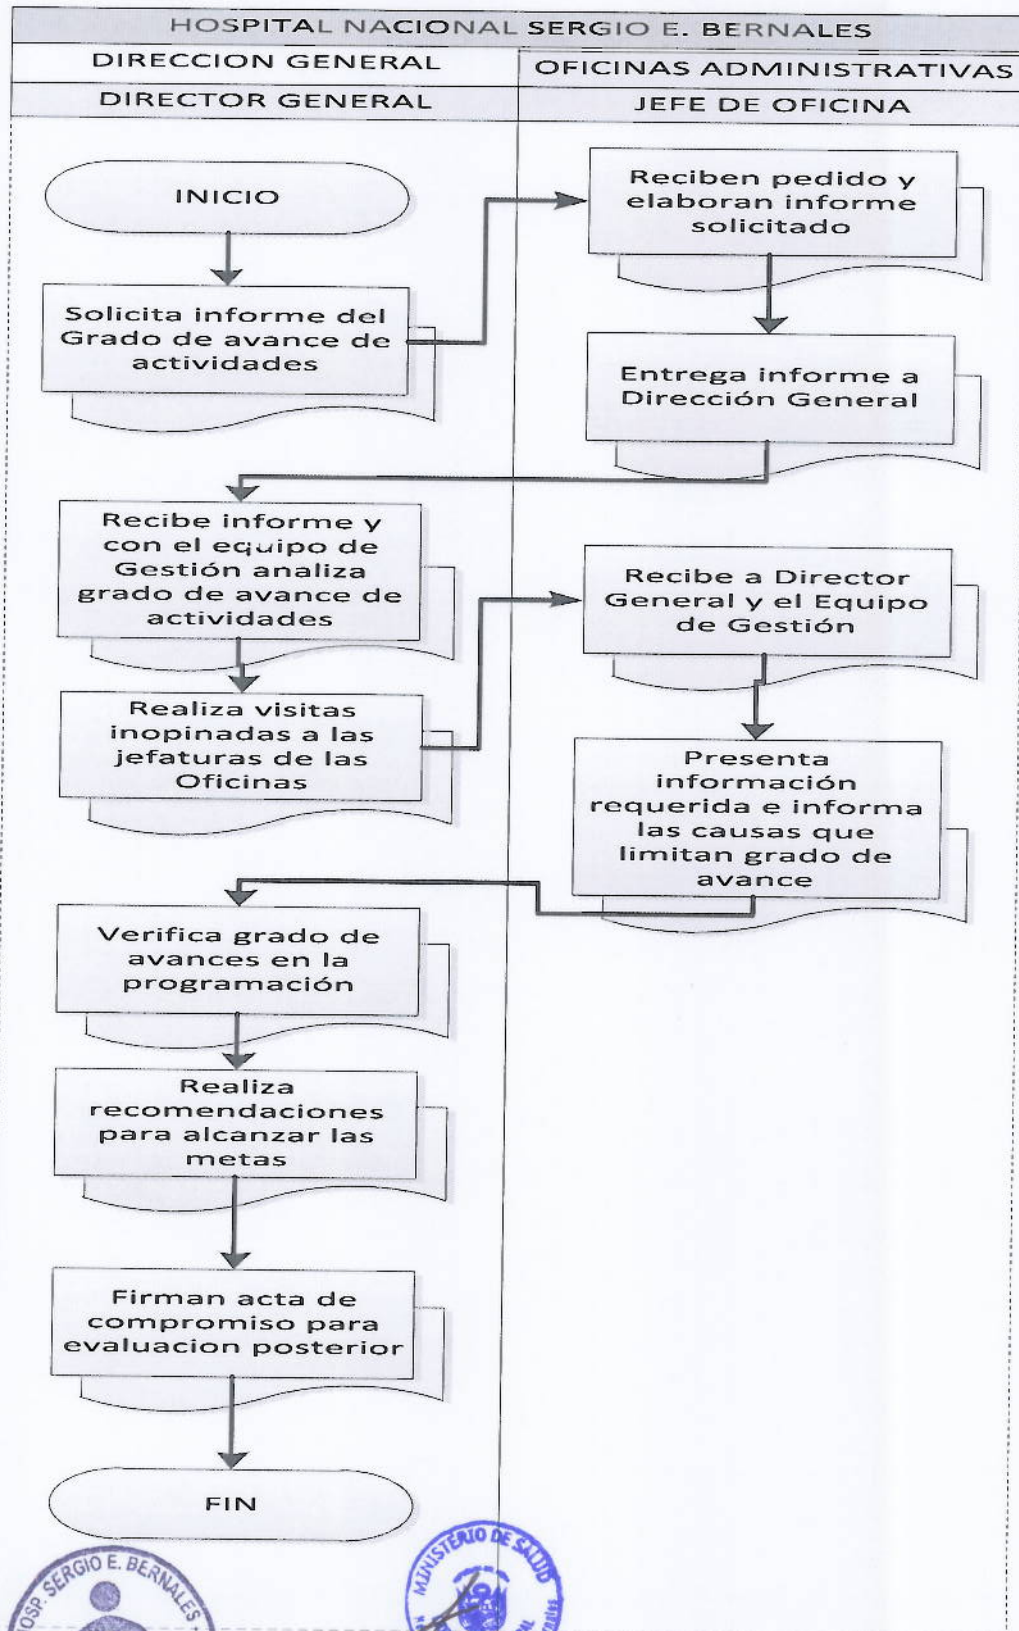 HOSPITAL NACIONAL SERGIO E. BERNALES
DIRECCION GENERAL
OFICINAS ADMINISTRATIVAS
DIRECTOR GENERAL
JEFE DE OFICINA
INICIO
Reciben pedido y
elaboran informe
solicitado
Solicita informe del
Grado de avance de
actividades
Entrega informe a
Dirección General
Recibe informe y
con el equipo de
Gestión analiza
grado de avance de
actividades
Recibe a Director
General y el Equipo
de Gestión
Realiza visitas
inopinadas a las
jefaturas de las
Oficinas
Presenta
información
requerida e informa
las causas que
limitan grado de
avance
Verifica grado de
avances en la
programación
Realiza
recomendaciones
para alcanzar las
metas
Firman acta de
compromiso para
evaluacion posterior
FIN
HOSP. SERGIO E. BERNALES
MINISTERIO DE SALUD